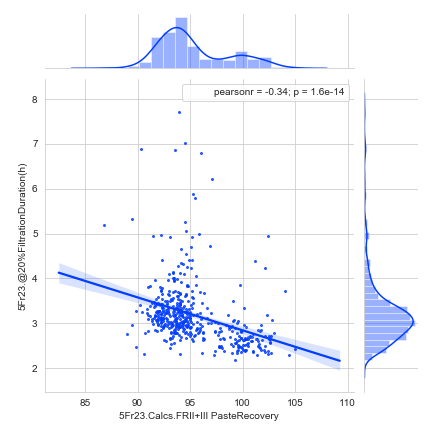 pearsonr = -0.34; p = 1.6e-14
8
7
6
5
4
3
2
5Fr23.@20%FiltrationDuration(h)
85 90 95 100 105 110
5Fr23.Calcs.FRII+III PasteRecovery